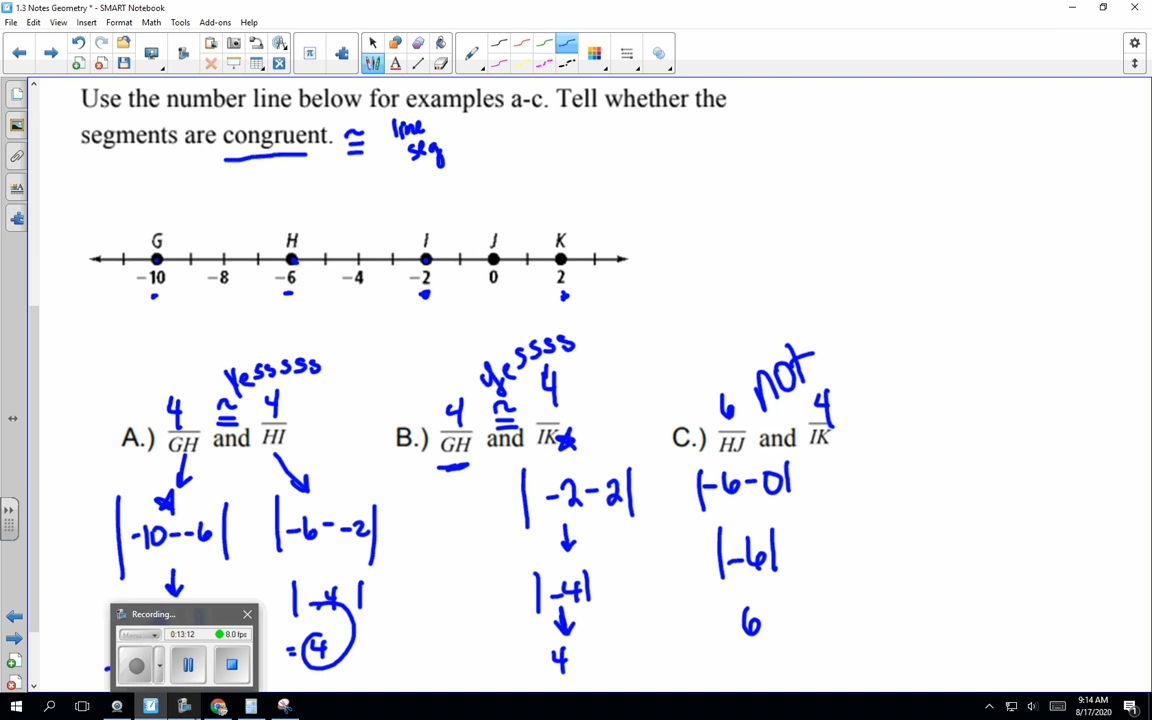 1.3 Notes Geometry * - SMART Notebook
File Edit View Insert Format Math Tools Add-ons Help
Use the number line below for examples a-c. Tell whether the
segments are congruent. ≅ line
seg
G H I J K
-10 -8 -6 -4 -2 0 2
yesssss yessss not
4 ≅ 4 4 ≅ 4 6 4
A.) GH and HI B.) GH and IK C.) HJ and IK
|-10--6| |-6--2| |-2-2| |-6-0|
|-4| |-4| |-6|
= 4 4 6
Recording...
Menu
0:13:12 8.0 fps
9:14 AM
8/17/2020